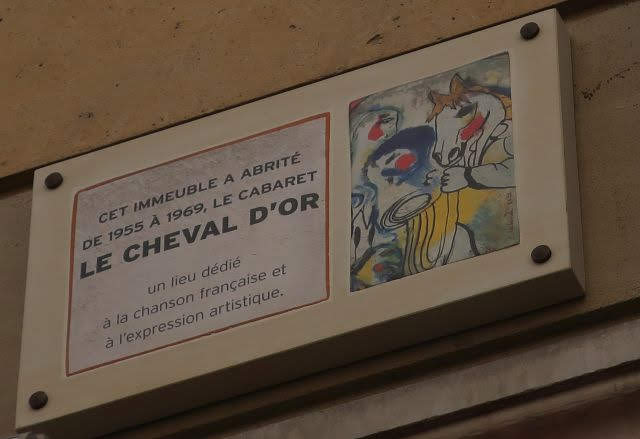 CET IMMEUBLE A ABRITÉ
DE 1955 À 1969, LE CABARET
LE CHEVAL D'OR
un lieu dédié
à la chanson française et
à l'expression artistique.